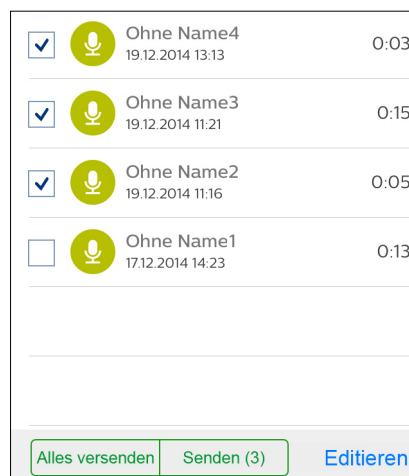 Ohne Name4
0:03
19.12.2014 13:13
Ohne Name3
0:15
19.12.2014 11:21
Ohne Name2
0:05
19.12.2014 11:16
Ohne Name1
0:13
17.12.2014 14:23
Alles versenden
Senden (3)
Editieren